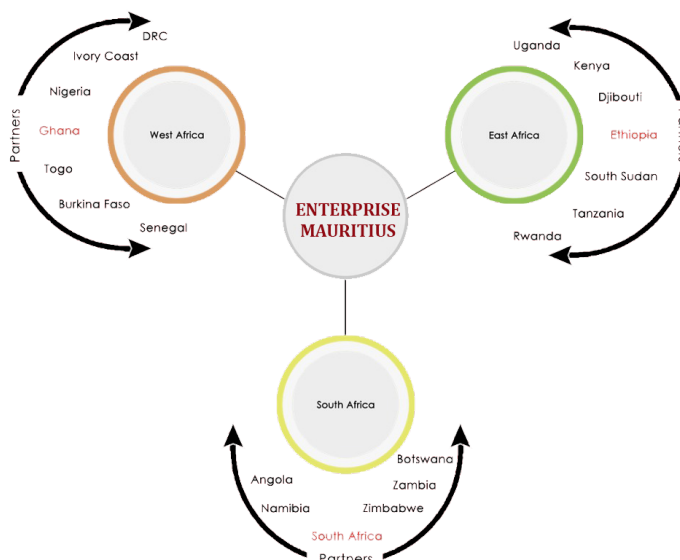 DRC
Ivory Coast
Nigeria
Ghana
Togo
Burkina Faso
Senegal
Partners
West Africa
Uganda
Kenya
Djibouti
Ethiopia
South Sudan
Tanzania
Rwanda
East Africa
ENTERPRISE
MAURITIUS
South Africa
Botswana
Angola
Zambia
Namibia
Zimbabwe
South Africa
Partners